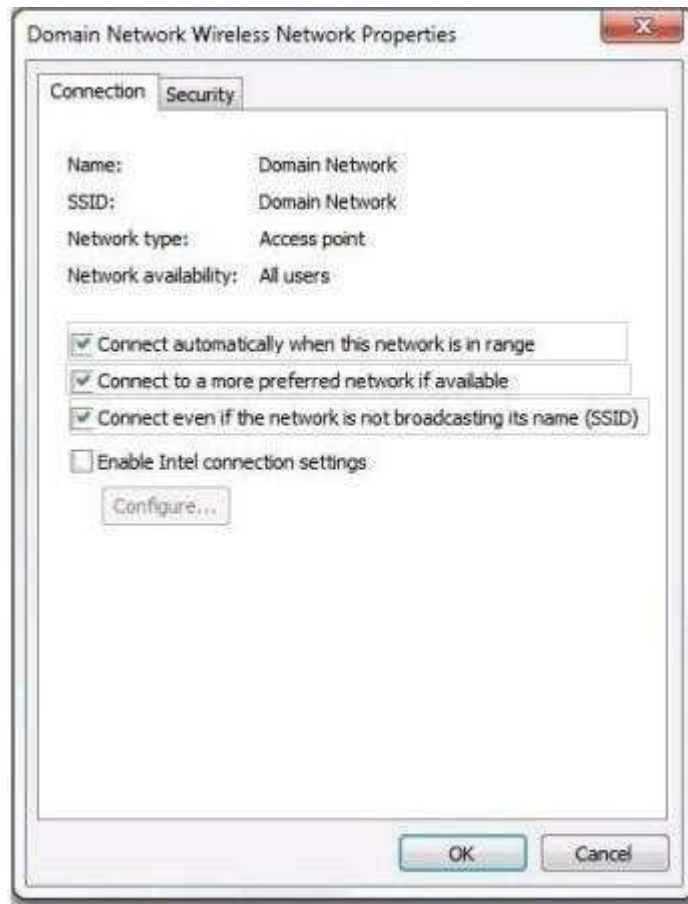 Domain Network Wireless Network Properties
Connection Security
Name: Domain Network
SSID: Domain Network
Network type: Access point
Network availability: All users
Connect automatically when this network is in range
Connect to a more preferred network if available
Connect even if the network is not broadcasting its name (SSID)
Enable Intel connection settings
Configure...
OK Cancel